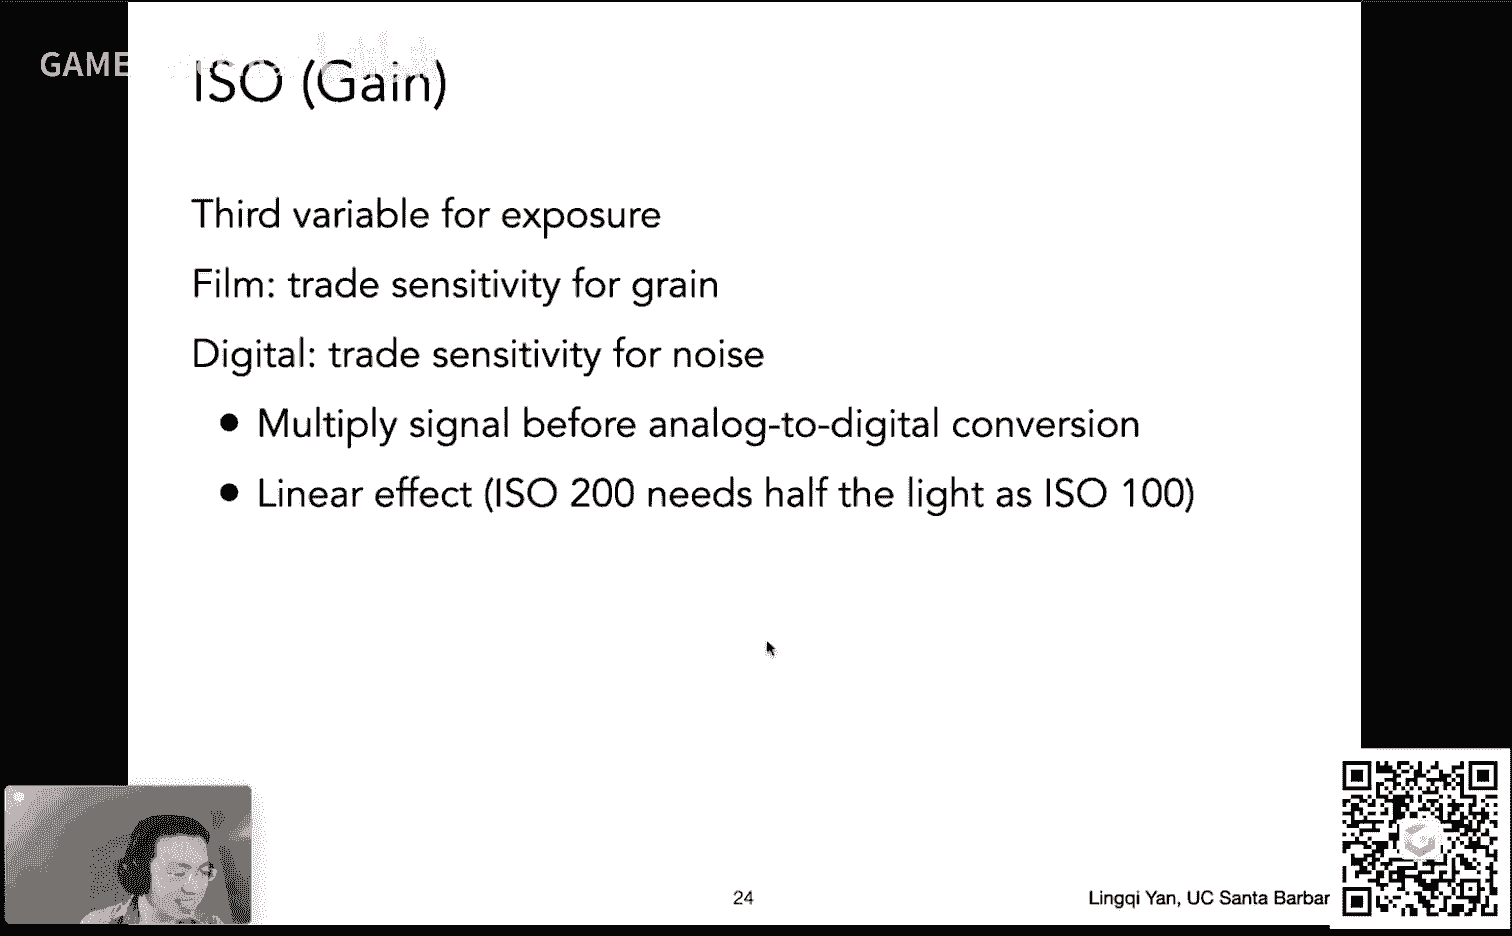 GAME
ISO (Gain)
Third variable for exposure
Film: trade sensitivity for grain
Digital: trade sensitivity for noise
● Multiply signal before analog-to-digital conversion
● Linear effect (ISO 200 needs half the light as ISO 100)
24
Lingqi Yan, UC Santa Barbar